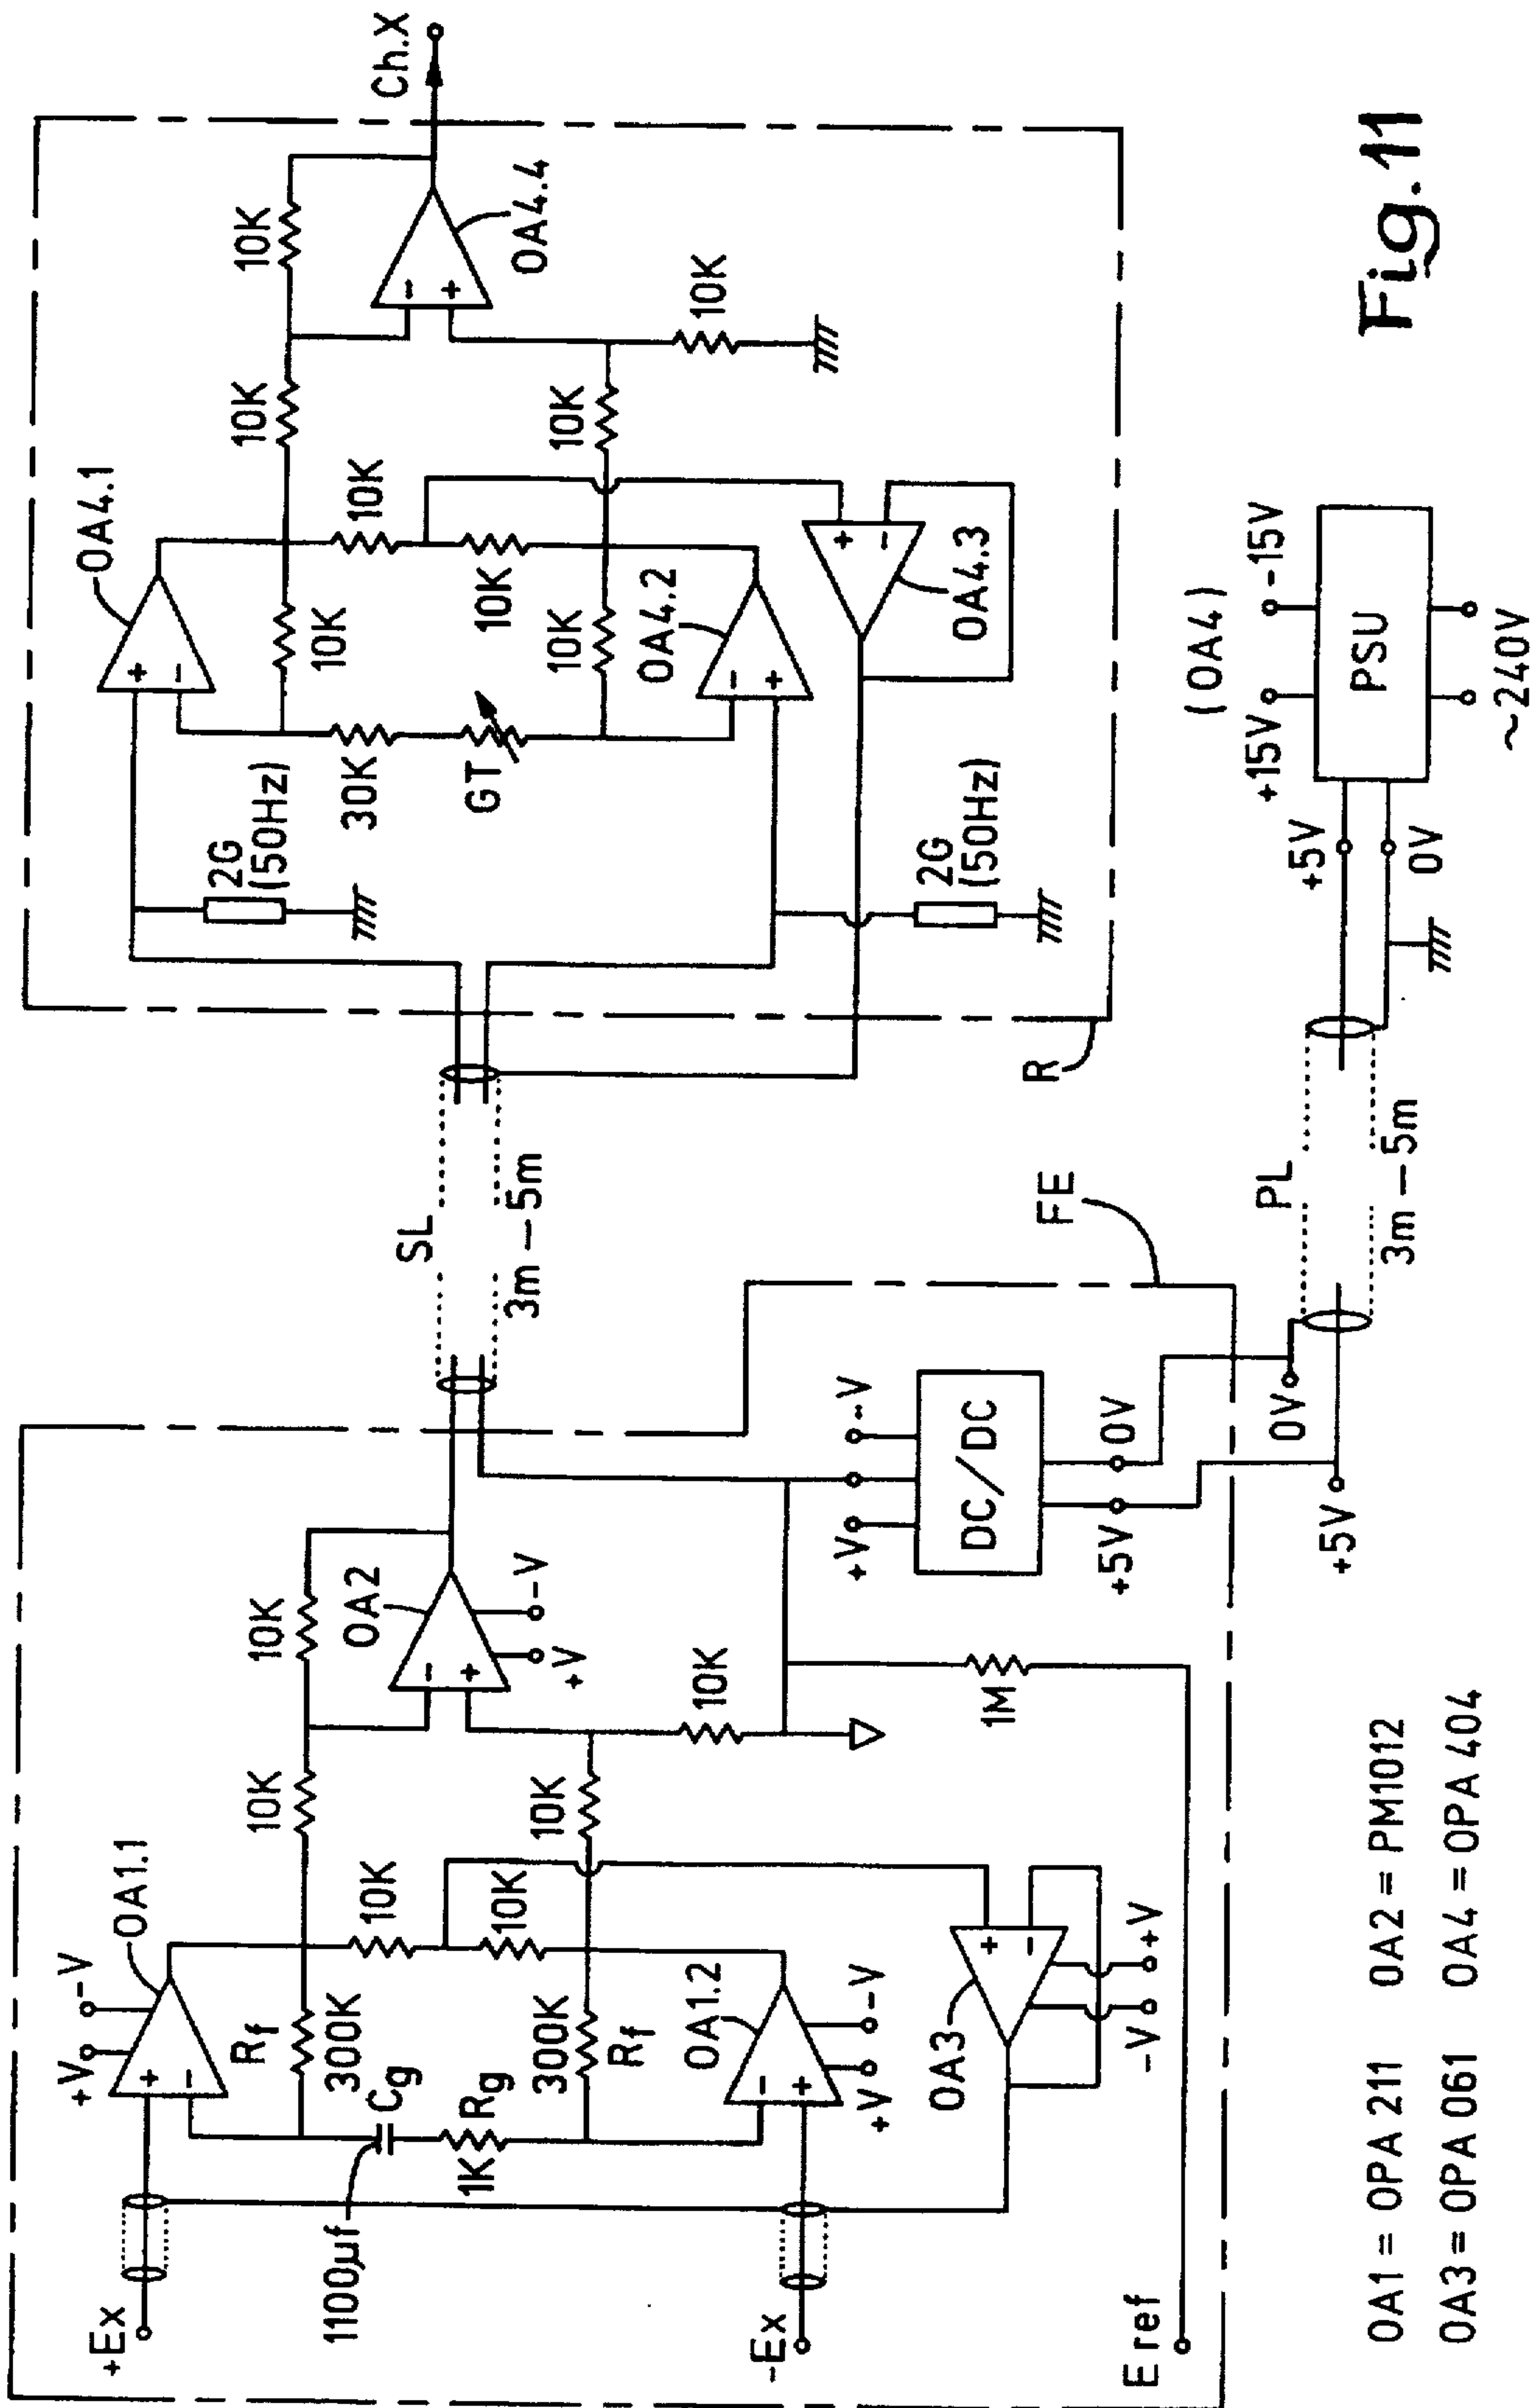 +Ex
-Ex
E ref
1100µf
Cg
1K
Rg
+V
-V
OA1.1
Rf
300K
300K
Rf
OA1.2
+V
-V
10K
10K
OA3
-V
+V
10K
10K
10K
OA2
+V
-V
10K
1M
+V
-V
DC/DC
+5V
0V
FE
SL
3m – 5m
0V
+5V
PL
3m – 5m
R
2G
(50Hz)
2G
(50Hz)
30K
GT
OA4.1
10K
10K
10K
10K
OA4.2
OA4.3
10K
10K
10K
OA4.4
10K
Ch.X
+5V
0V
PSU
+15V
-15V
(OA4)
~240V
OA1 = OPA 211
OA2 = PM1012
OA3 = OPA 061
OA4 = OPA 404
Fig. 11